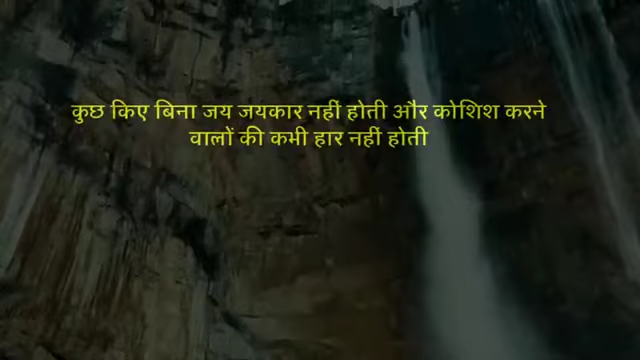 कुछ किए बिना जय जयकार नहीं होती और कोशिश करने
वालों की कभी हार नहीं होती